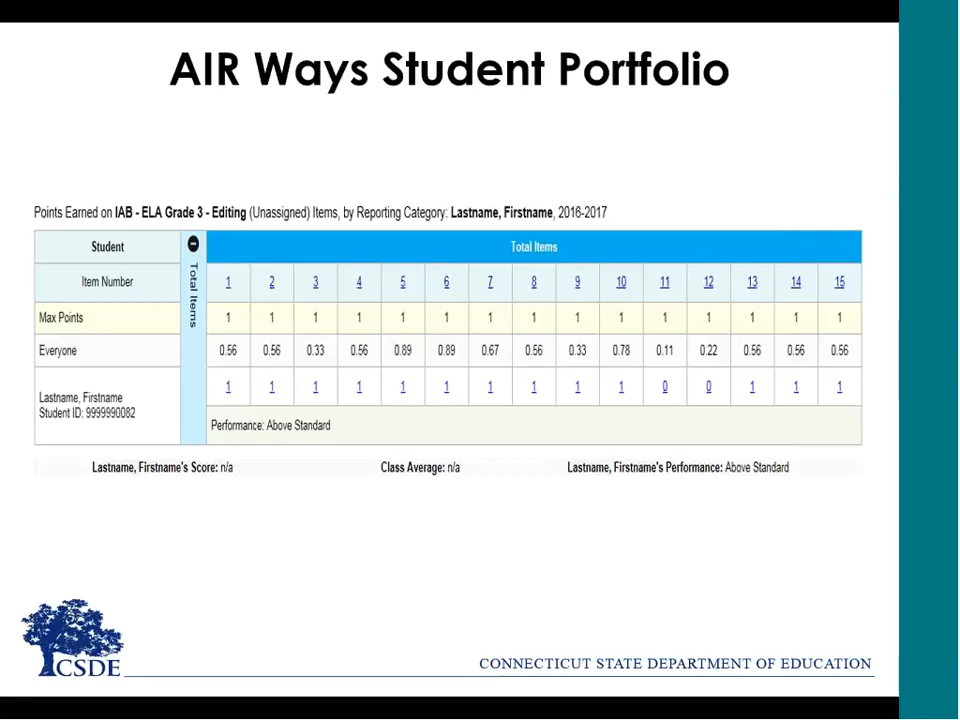 AIR Ways Student Portfolio
Points Earned on IAB - ELA Grade 3 - Editing (Unassigned) Items, by Reporting Category: Lastname, Firstname, 2016-2017
Student Total Items Total Items
Item Number 1 2 3 4 5 6 7 8 9 10 11 12 13 14 15
Max Points 1 1 1 1 1 1 1 1 1 1 1 1 1 1 1
Everyone 0.56 0.56 0.33 0.56 0.89 0.89 0.67 0.56 0.33 0.78 0.11 0.22 0.56 0.56 0.56
Lastname, Firstname 1 1 1 1 1 1 1 1 1 1 0 0 1 1 1
Student ID: 9999990082
Performance: Above Standard
Lastname, Firstname's Score: n/a Class Average: n/a Lastname, Firstname's Performance: Above Standard
CSDE CONNECTICUT STATE DEPARTMENT OF EDUCATION